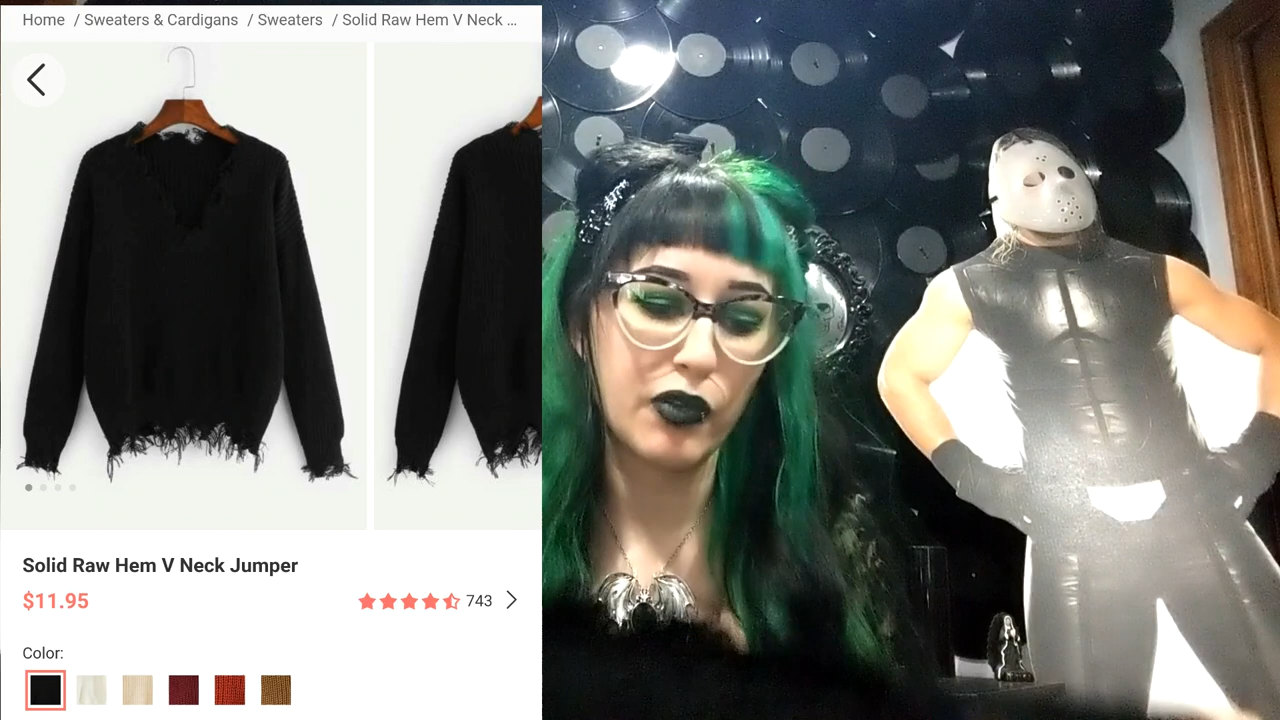 Home / Sweaters & Cardigans / Sweaters / Solid Raw Hem V Neck ...
Solid Raw Hem V Neck Jumper
$11.95
743
Color: